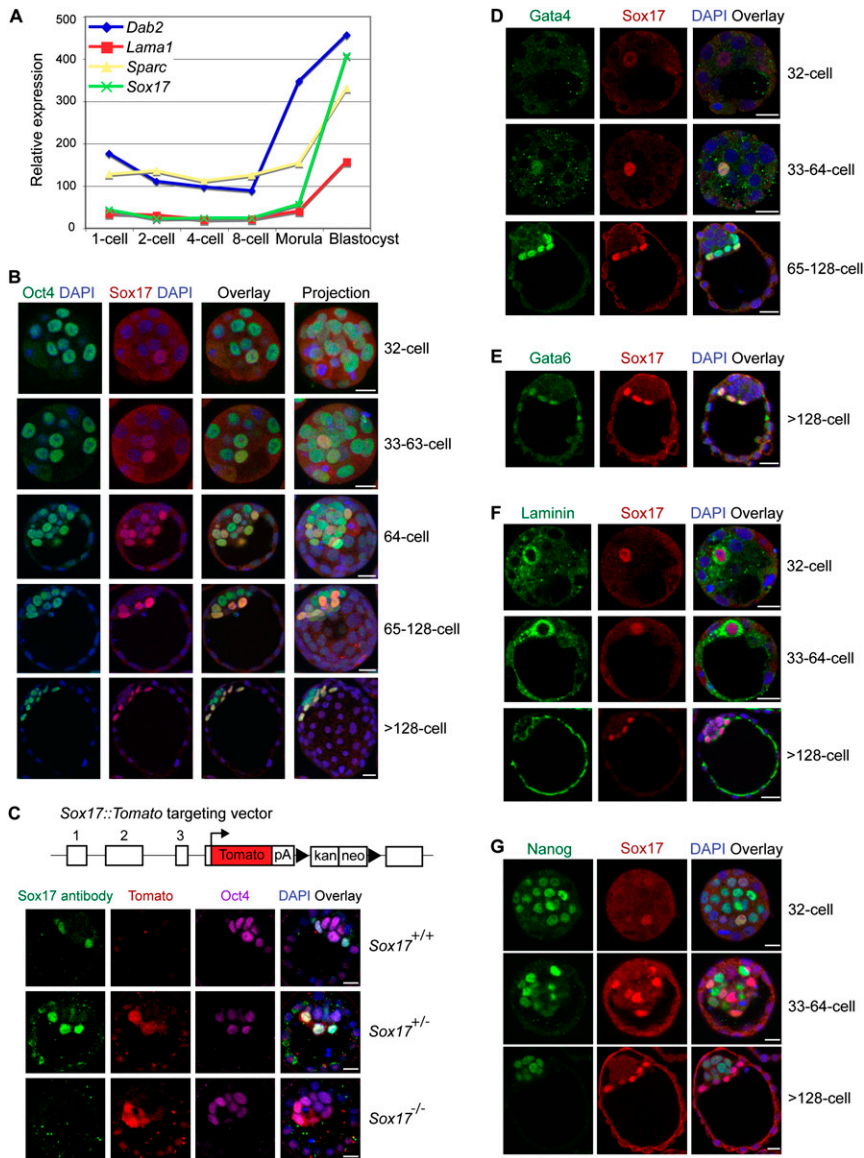 A
500
400
300
200
100
0
Relative expression
Dab2
Lama1
Sparc
Sox17
1-cell 2-cell 4-cell 8-cell Morula Blastocyst
B
Oct4 DAPI Sox17 DAPI Overlay Projection
32-cell
33-63-cell
64-cell
65-128-cell
>128-cell
C
Sox17::Tomato targeting vector
1 2 3
Tomato pA kan neo
Sox17 antibody Tomato Oct4 DAPI Overlay
Sox17+/+
Sox17+/-
Sox17-/-
D
Gata4 Sox17 DAPI Overlay
32-cell
33-64-cell
65-128-cell
E
Gata6 Sox17 DAPI Overlay
>128-cell
F
Laminin Sox17 DAPI Overlay
32-cell
33-64-cell
>128-cell
G
Nanog Sox17 DAPI Overlay
32-cell
33-64-cell
>128-cell